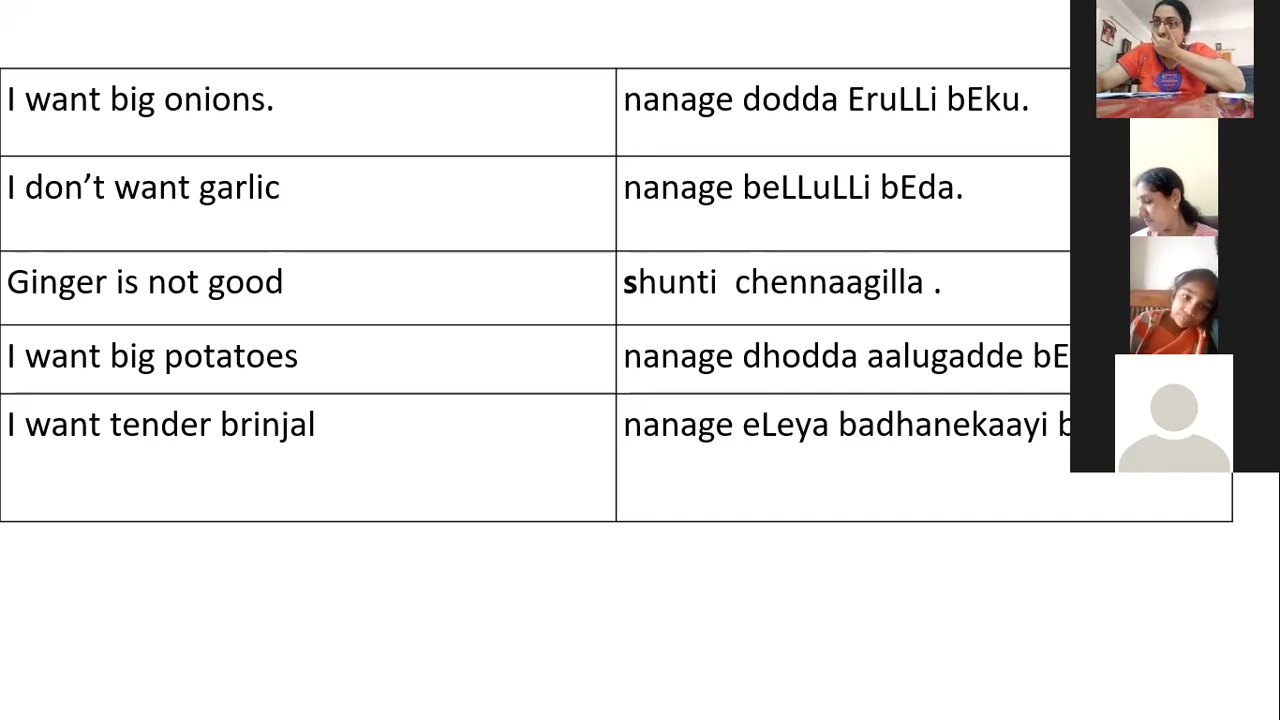 I want big onions. nanage dodda EruLLi bEku.
I don’t want garlic nanage beLLuLLi bEda.
Ginger is not good shunti chennaagilla .
I want big potatoes nanage dhodda aalugadde
I want tender brinjal nanage eLeya badhanekaayi